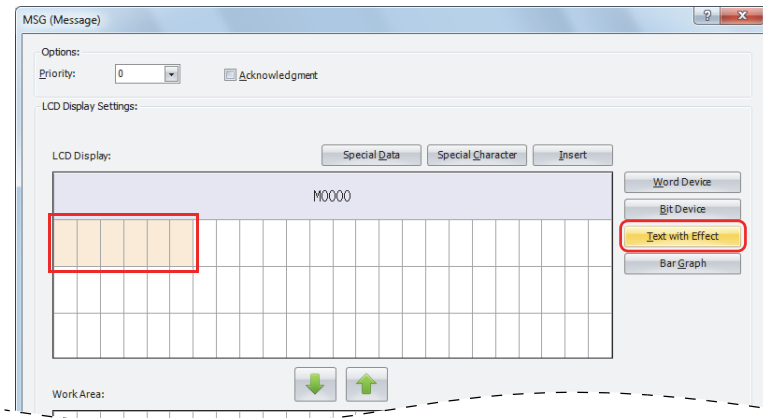 MSG (Message)
Options:
Priority: 0 Acknowledgment
LCD Display Settings:
LCD Display: Special Data Special Character Insert
M0000
Word Device
Bit Device
Text with Effect
Bar Graph
Work Area: